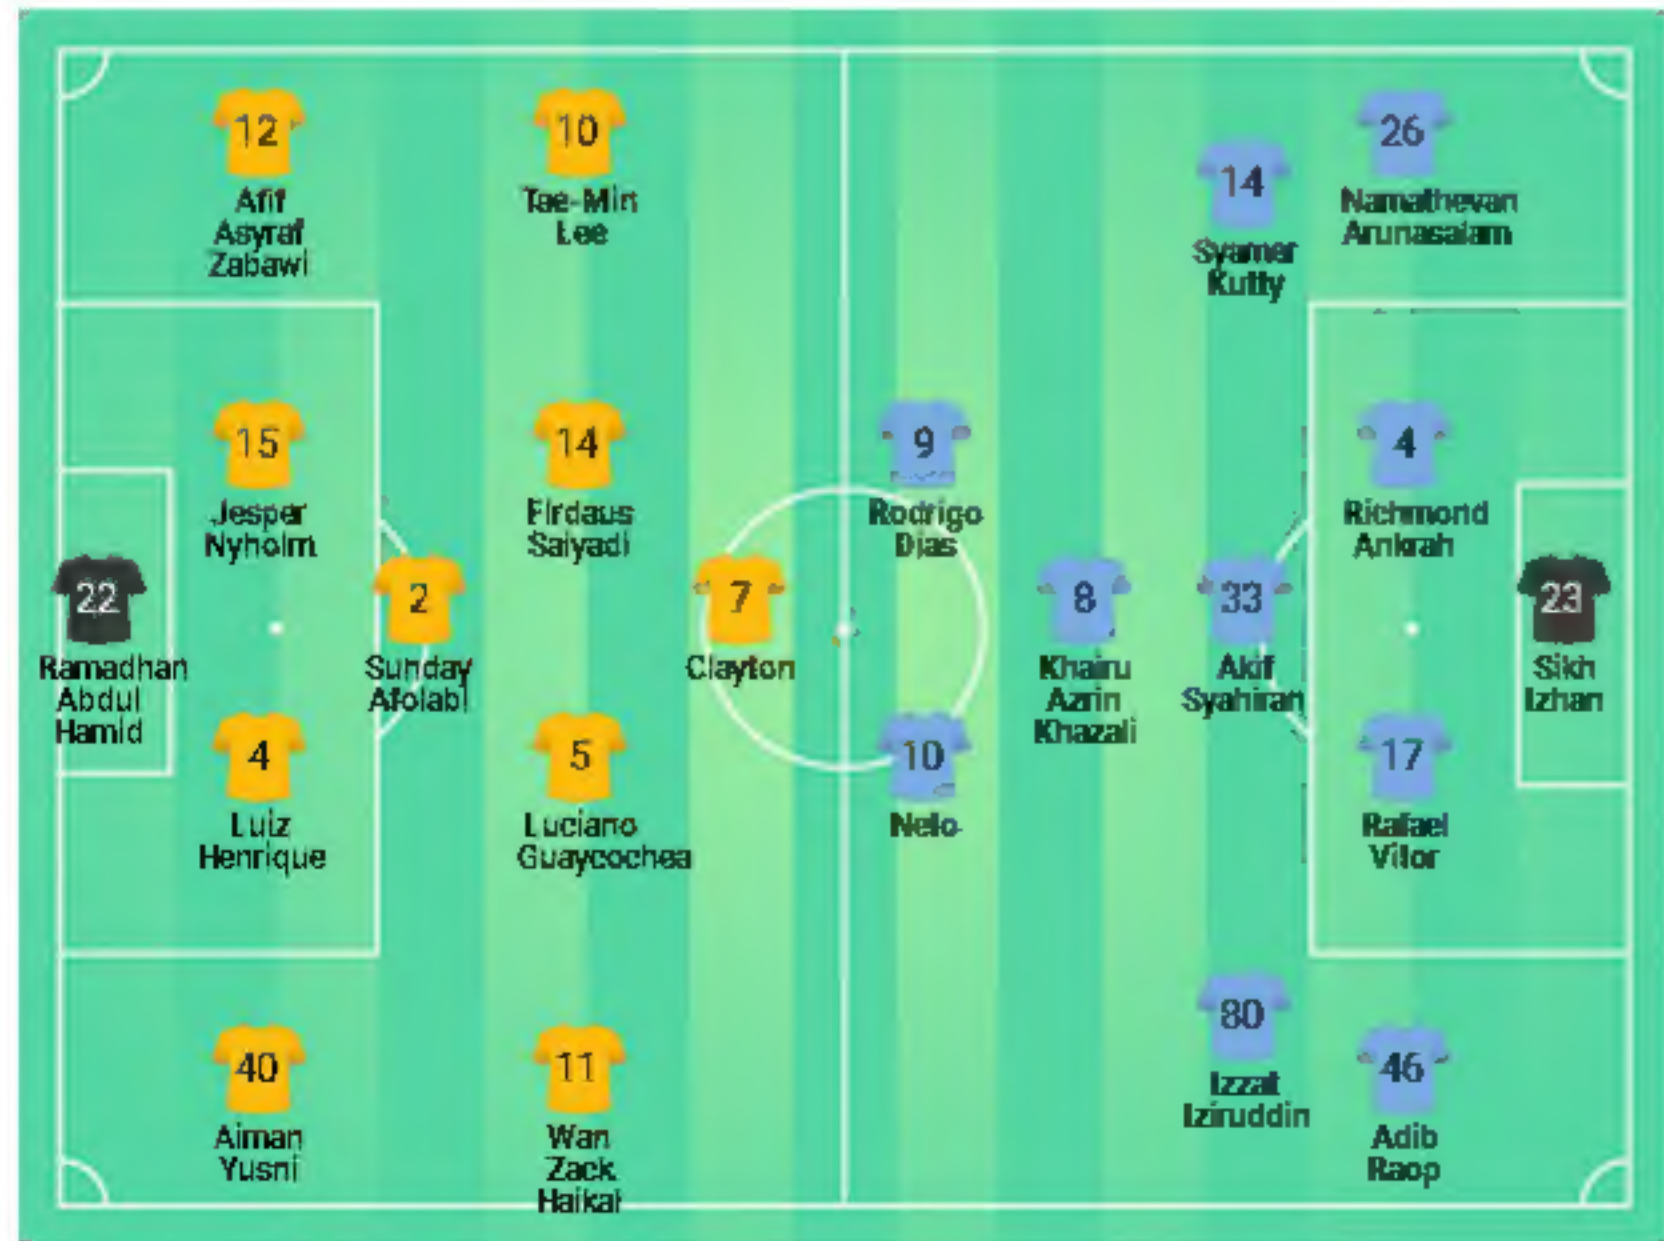 12
Afif
Asyraf
Zabawi
10
Tae-Min
Lee
14
Syamer
Kutty
26
Namathevan
Arunasalam
15
Jesper
Nyholm
14
Firdaus
Saiyadi
9
Rodrigo
Dias
4
Richmond
Ankrah
22
Ramadhan
Abdul
Hamid
2
Sunday
Afolabi
7
Clayton
8
Khairu
Azrin
Khazali
33
Akif
Syahiran
23
Sikh
Izhan
4
Luiz
Henrique
5
Luciano
Guaycochea
10
Neto
17
Rafael
Vitor
40
Aiman
Yusni
11
Wan
Zack
Haikal
80
Izzat
Iziruddin
46
Adib
Raop